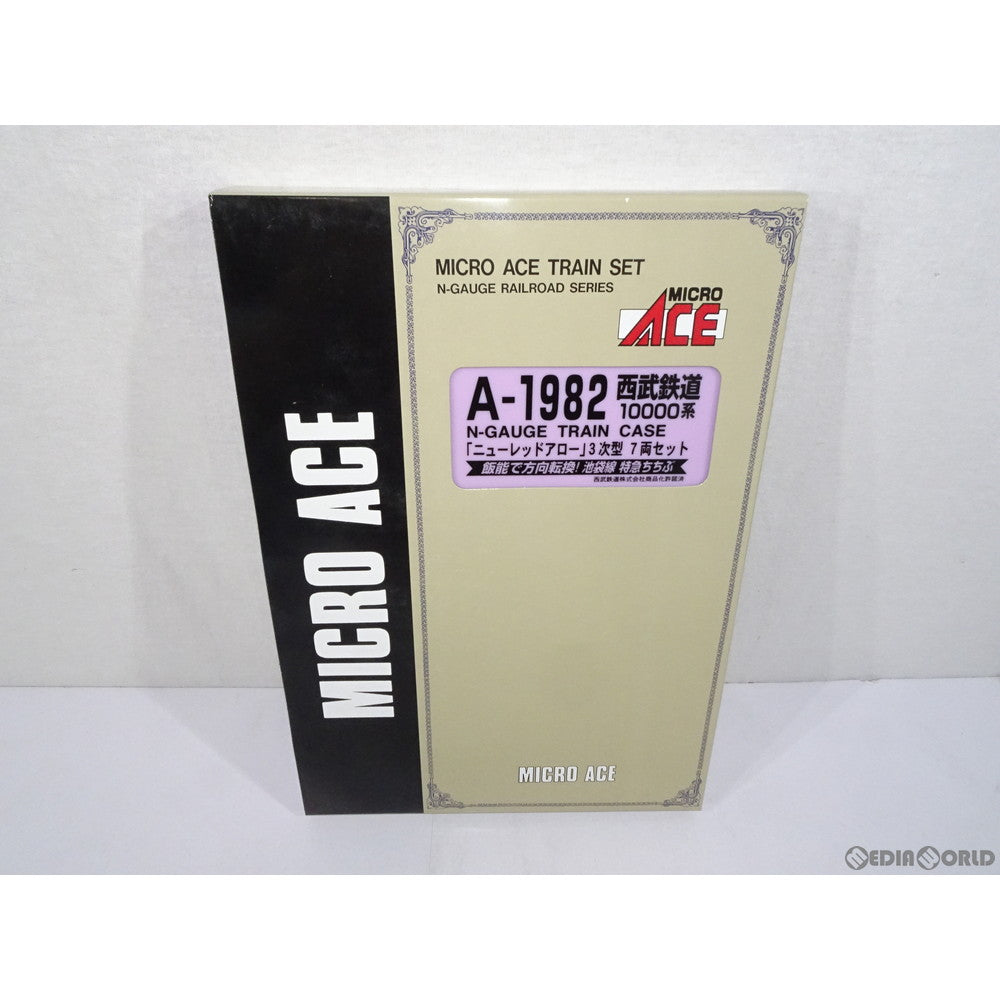 MICRO ACE
MICRO ACE TRAIN SET
N-GAUGE RAILROAD SERIES
MICRO
ACE
A-1982 西武鉄道
10000系
N-GAUGE TRAIN CASE
「ニューレッドアロー」3次型 7両セット
飯能で方向転換! 池袋線 特急ちちぶ
西武鉄道株式会社商品化許諾済
MICRO ACE
MEDIAWORLD